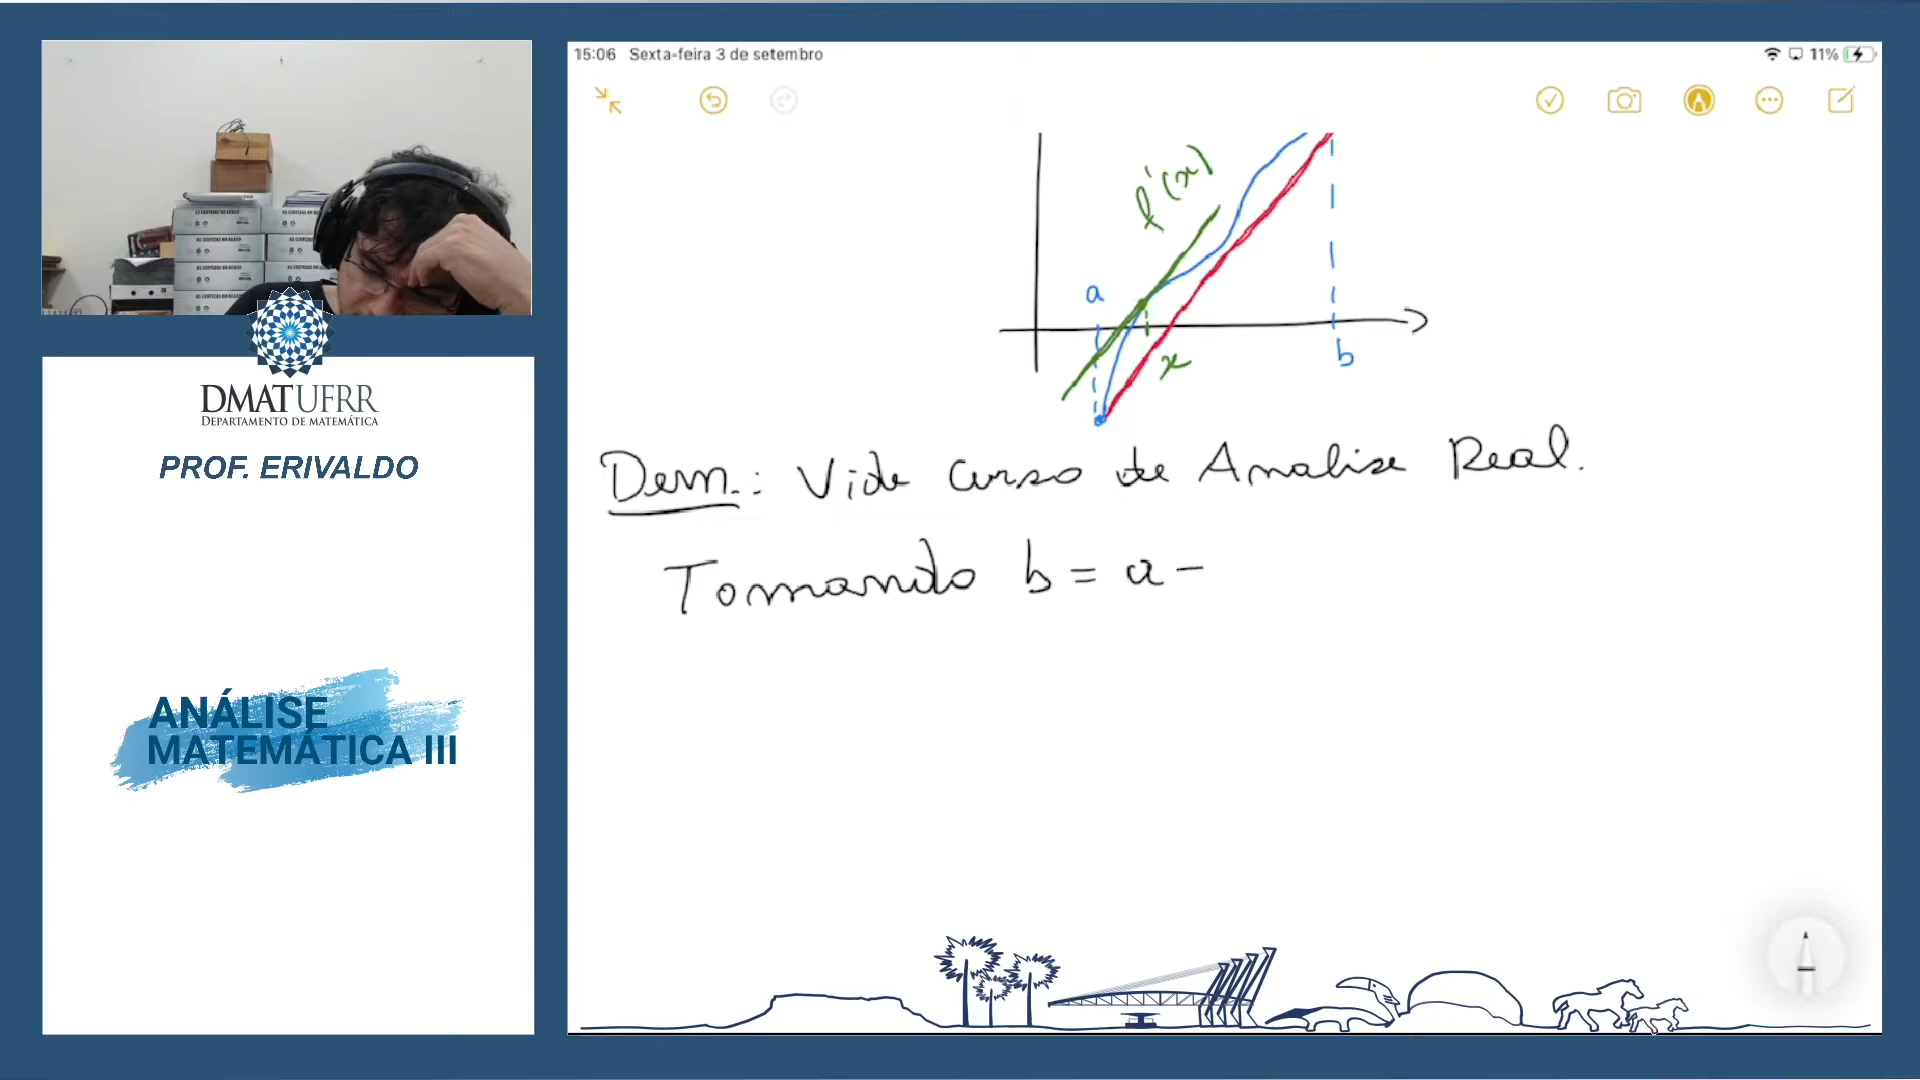 15:06 Sexta-feira 3 de setembro
11%
f'(x)
a
x
b
Dem.: Vide Curso de Analise Real.
Tomando b = a -
DMATUFRR
DEPARTAMENTO DE MATEMÁTICA
PROF. ERIVALDO
ANÁLISE
MATEMÁTICA III